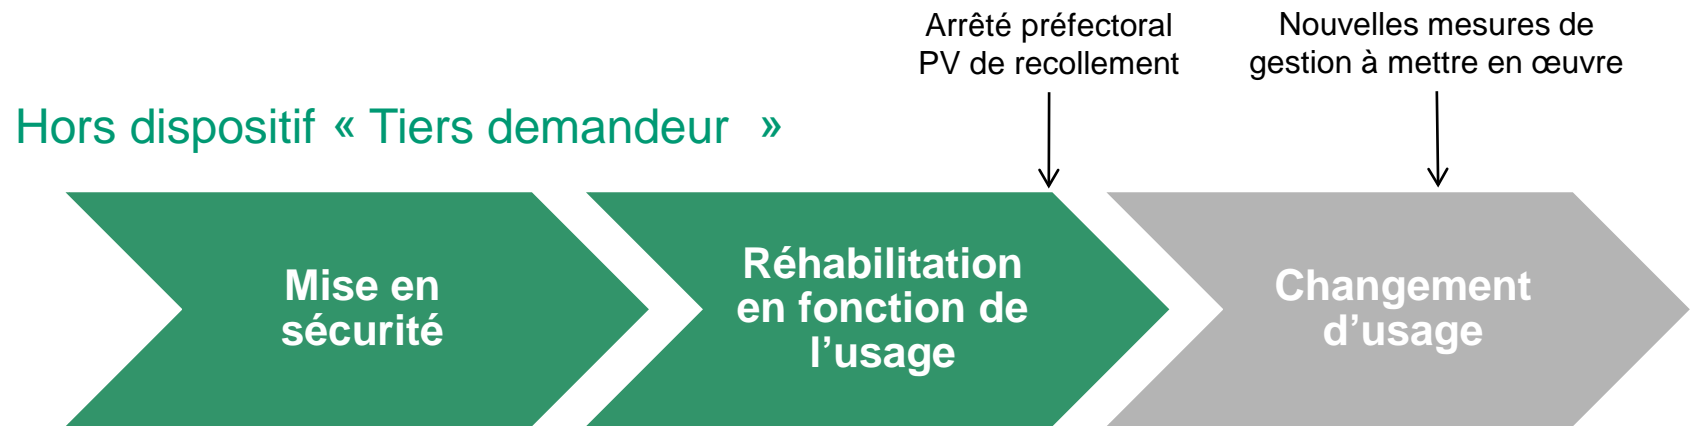 Arrêté préfectoral
PV de recollement
Nouvelles mesures de
gestion à mettre en œuvre
Hors dispositif « Tiers demandeur »
Mise en
sécurité
Réhabilitation
en fonction de
l’usage
Changement
d’usage